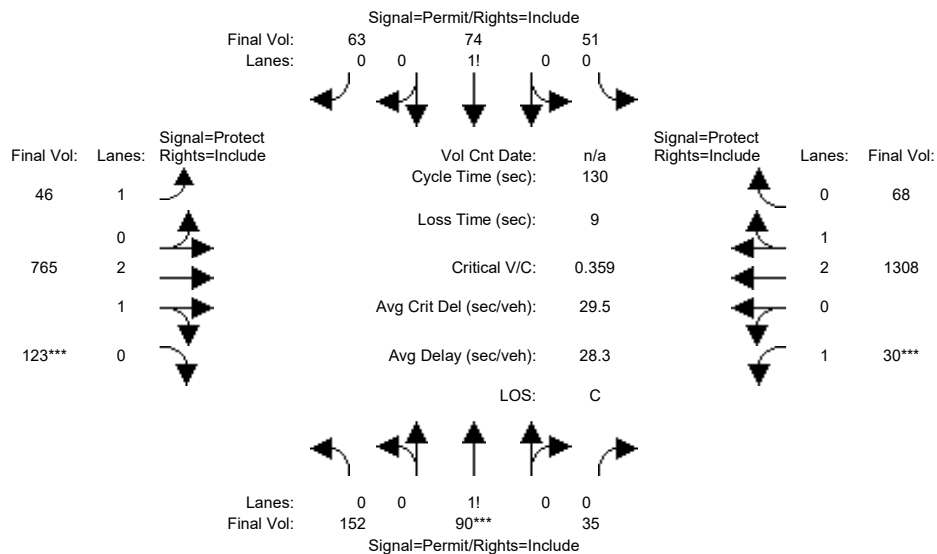 Signal=Permit/Rights=Include
Final Vol: 63 74 51
Lanes: 0 0 1! 0 0
Signal=Protect Signal=Protect
Final Vol: Lanes: Rights=Include Vol Cnt Date: n/a Rights=Include Lanes: Final Vol:
Cycle Time (sec): 130
46 1 0 68
Loss Time (sec): 9
0 1
765 2 Critical V/C: 0.359 2 1308
1 Avg Crit Del (sec/veh): 29.5 0
123*** 0 Avg Delay (sec/veh): 28.3 1 30***
LOS: C
Lanes: 0 0 1! 0 0
Final Vol: 152 90*** 35
Signal=Permit/Rights=Include